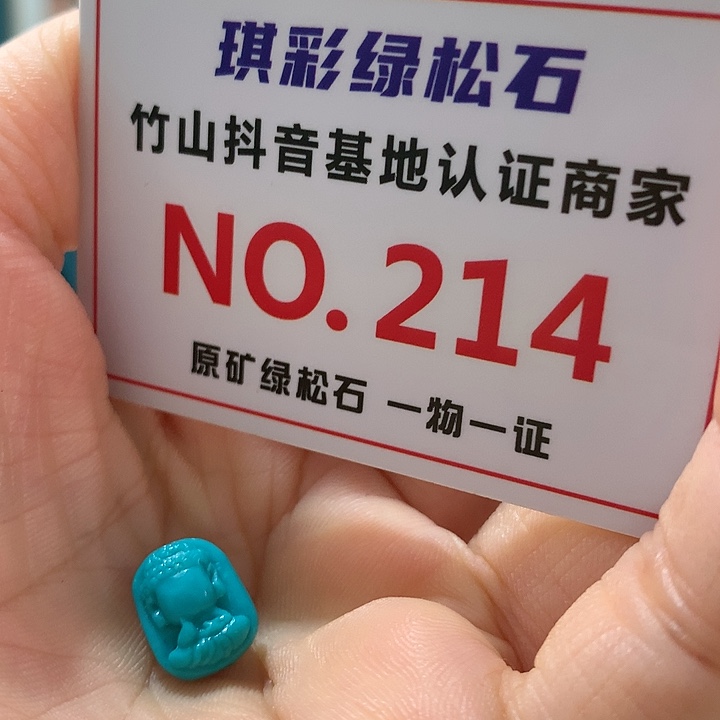 琪彩绿松石
竹山抖音基地认证商家
NO.214
原矿绿松石 一物一证